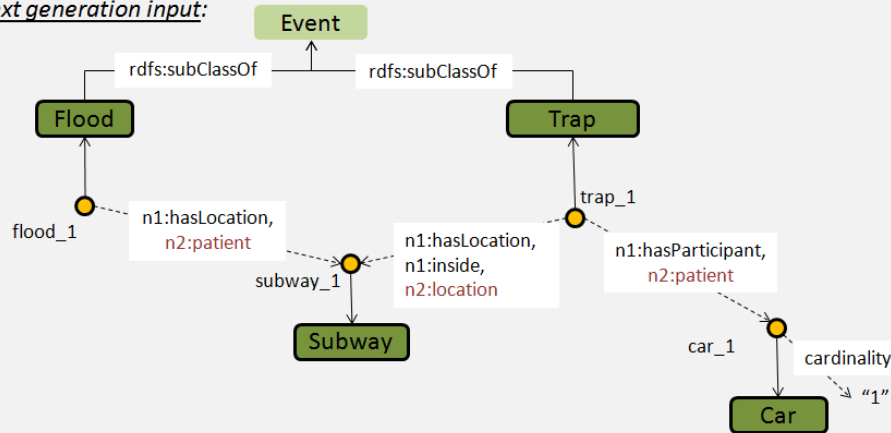 xt generation input:
Event
rdfs:subClassOf
rdfs:subClassOf
Flood
Trap
trap_1
flood_1
n1:hasLocation,
n2:patient
n1:hasLocation,
n1:inside,
n2:location
n1:hasParticipant,
n2:patient
subway_1
Subway
car_1
cardinality
“1”
Car